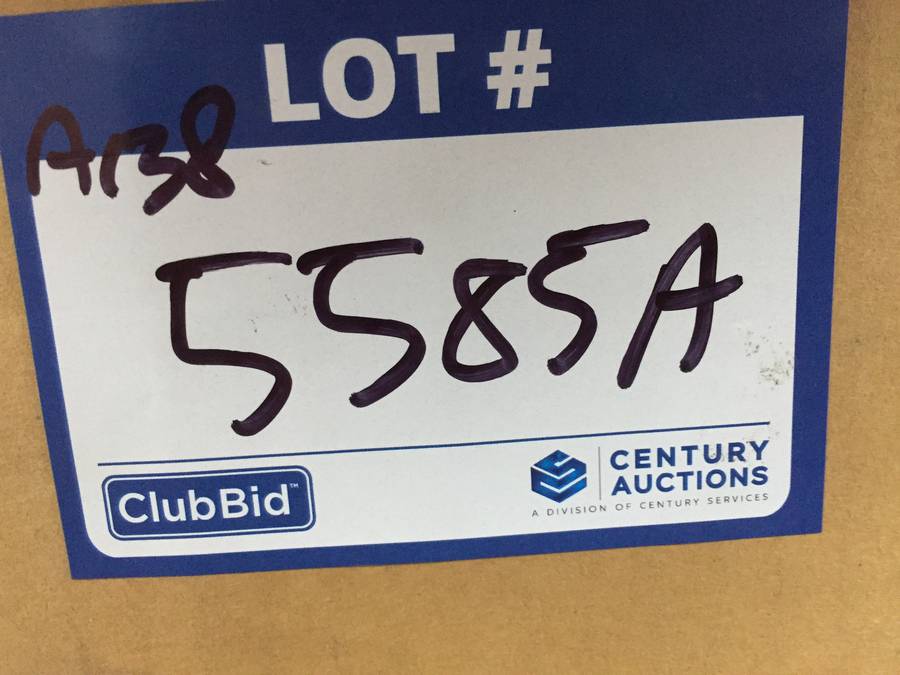 LOT #
A138
5585A
ClubBid™
CENTURY
AUCTIONS
A DIVISION OF CENTURY SERVICES